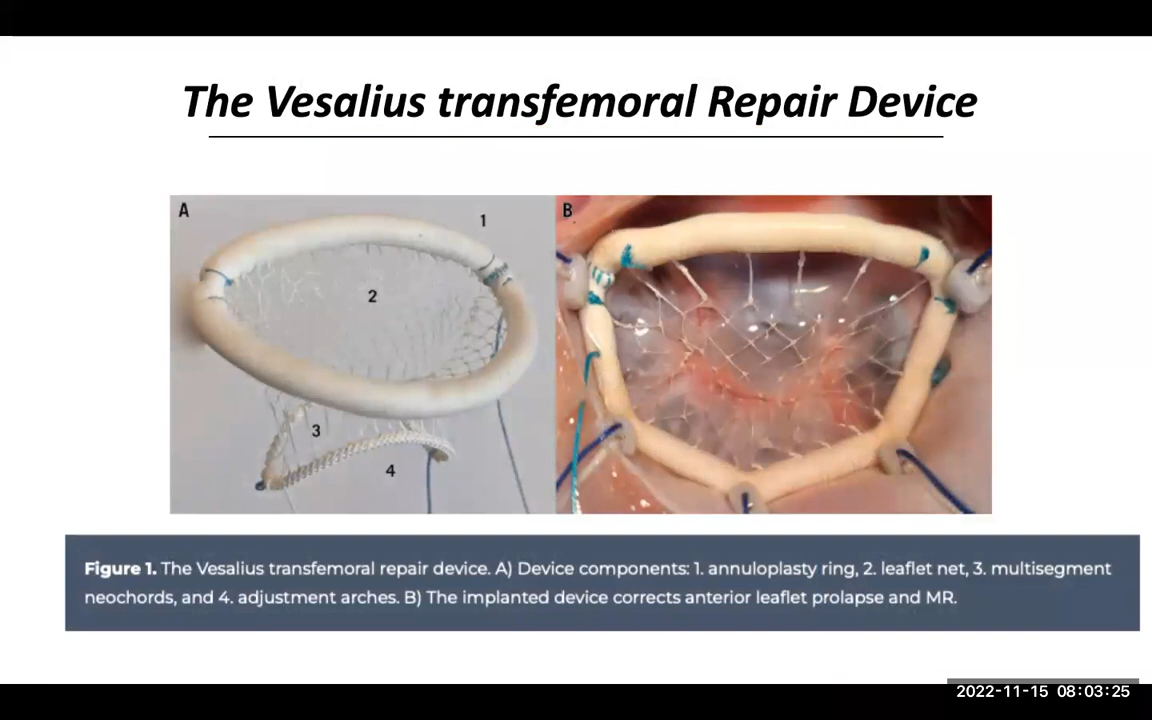 The Vesalius transfemoral Repair Device
A
1
B
2
3
4
Figure 1. The Vesalius transfemoral repair device. A) Device components: 1. annuloplasty ring, 2. leaflet net, 3. multisegment
neochords, and 4. adjustment arches. B) The implanted device corrects anterior leaflet prolapse and MR.
2022-11-15 08:03:25